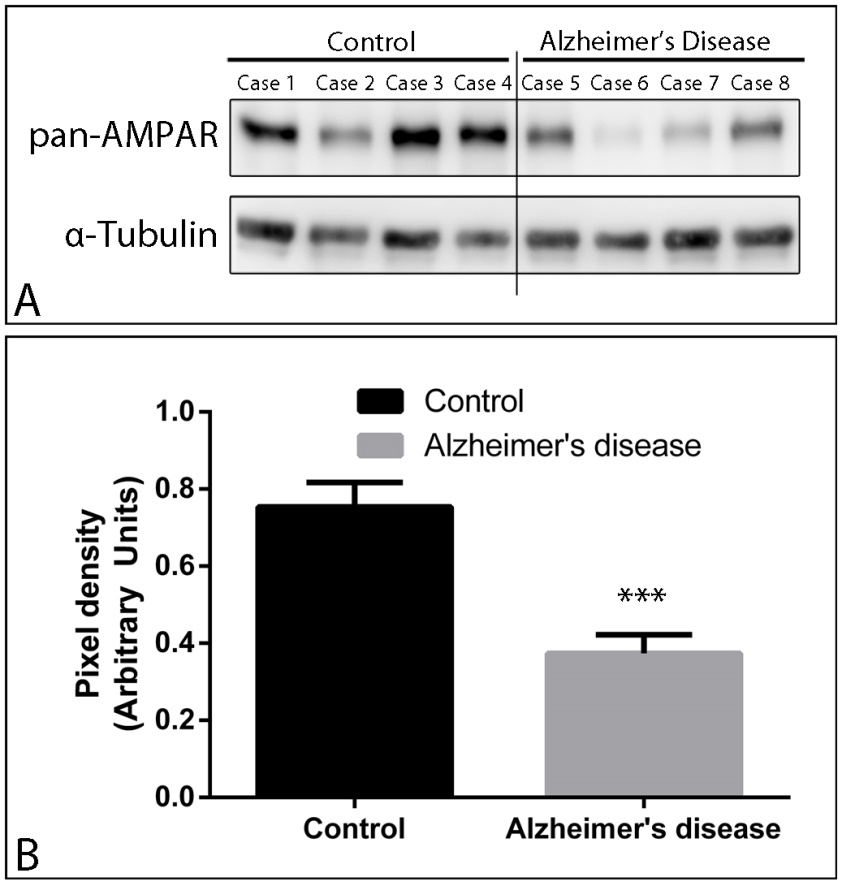 Control Alzheimer's Disease
Case 1 Case 2 Case 3 Case 4 Case 5 Case 6 Case 7 Case 8
pan-AMPAR
α-Tubulin
A
Control
Alzheimer's disease
1.0
0.8
0.6
0.4
0.2
0.0
Pixel density
(Arbitrary Units)
***
Control Alzheimer's disease
B